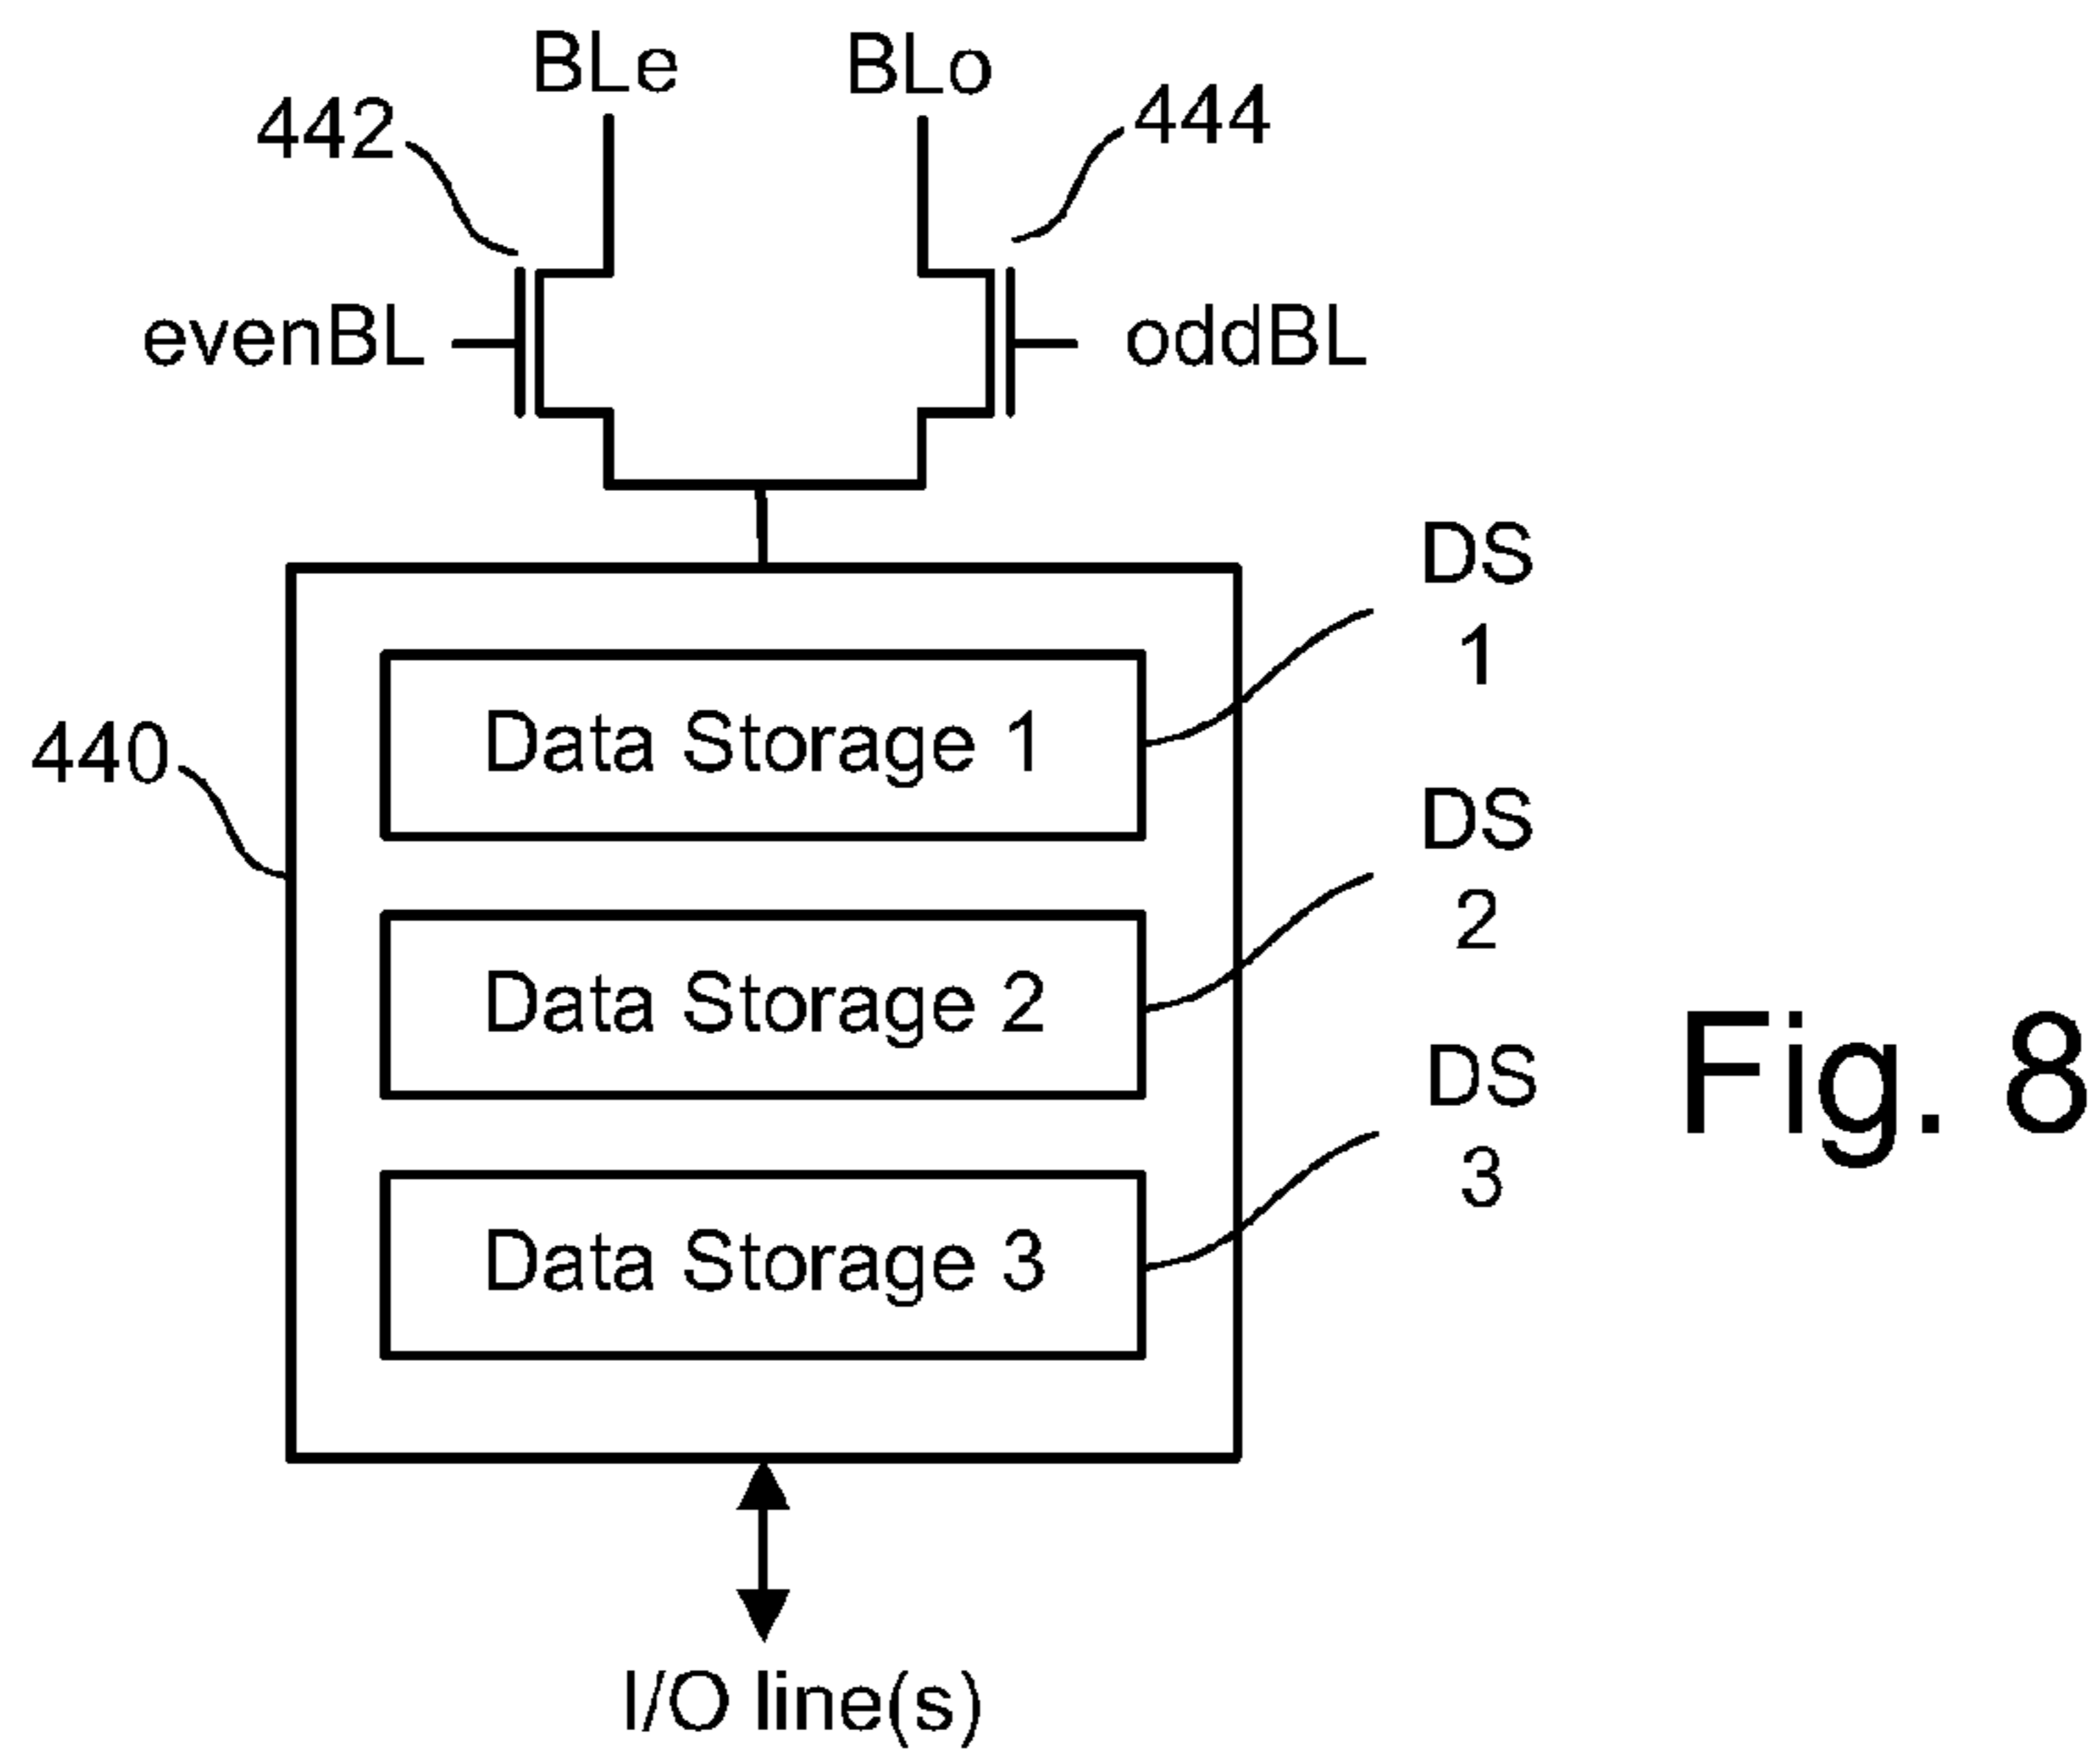 BLe
BLo
442
444
evenBL
oddBL
DS
1
Data Storage 1
440
DS
2
Data Storage 2
DS
3
Data Storage 3
Fig. 8
I/O line(s)